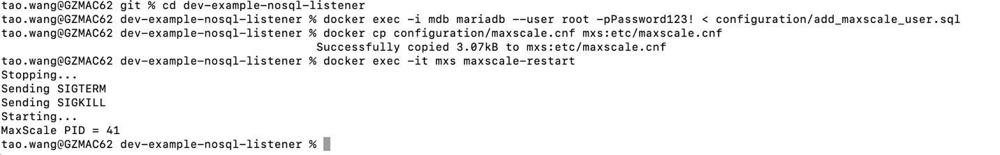 tao.wang@GZMAC62 git % cd dev-example-nosql-listener
tao.wang@GZMAC62 dev-example-nosql-listener % docker exec -i mdb mariadb --user root -pPassword123! < configuration/add_maxscale_user.sql
tao.wang@GZMAC62 dev-example-nosql-listener % docker cp configuration/maxscale.cnf mxs:etc/maxscale.cnf
Successfully copied 3.07kB to mxs:etc/maxscale.cnf
tao.wang@GZMAC62 dev-example-nosql-listener % docker exec -it mxs maxscale-restart
Stopping...
Sending SIGTERM
Sending SIGKILL
Starting...
MaxScale PID = 41
tao.wang@GZMAC62 dev-example-nosql-listener %